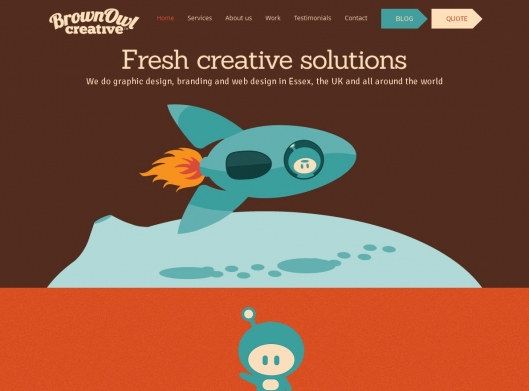 BrownOwl
creative
Home Services About us Work Testimonials Contact BLOG QUOTE
Fresh creative solutions
We do graphic design, branding and web design in Essex, the UK and all around the world